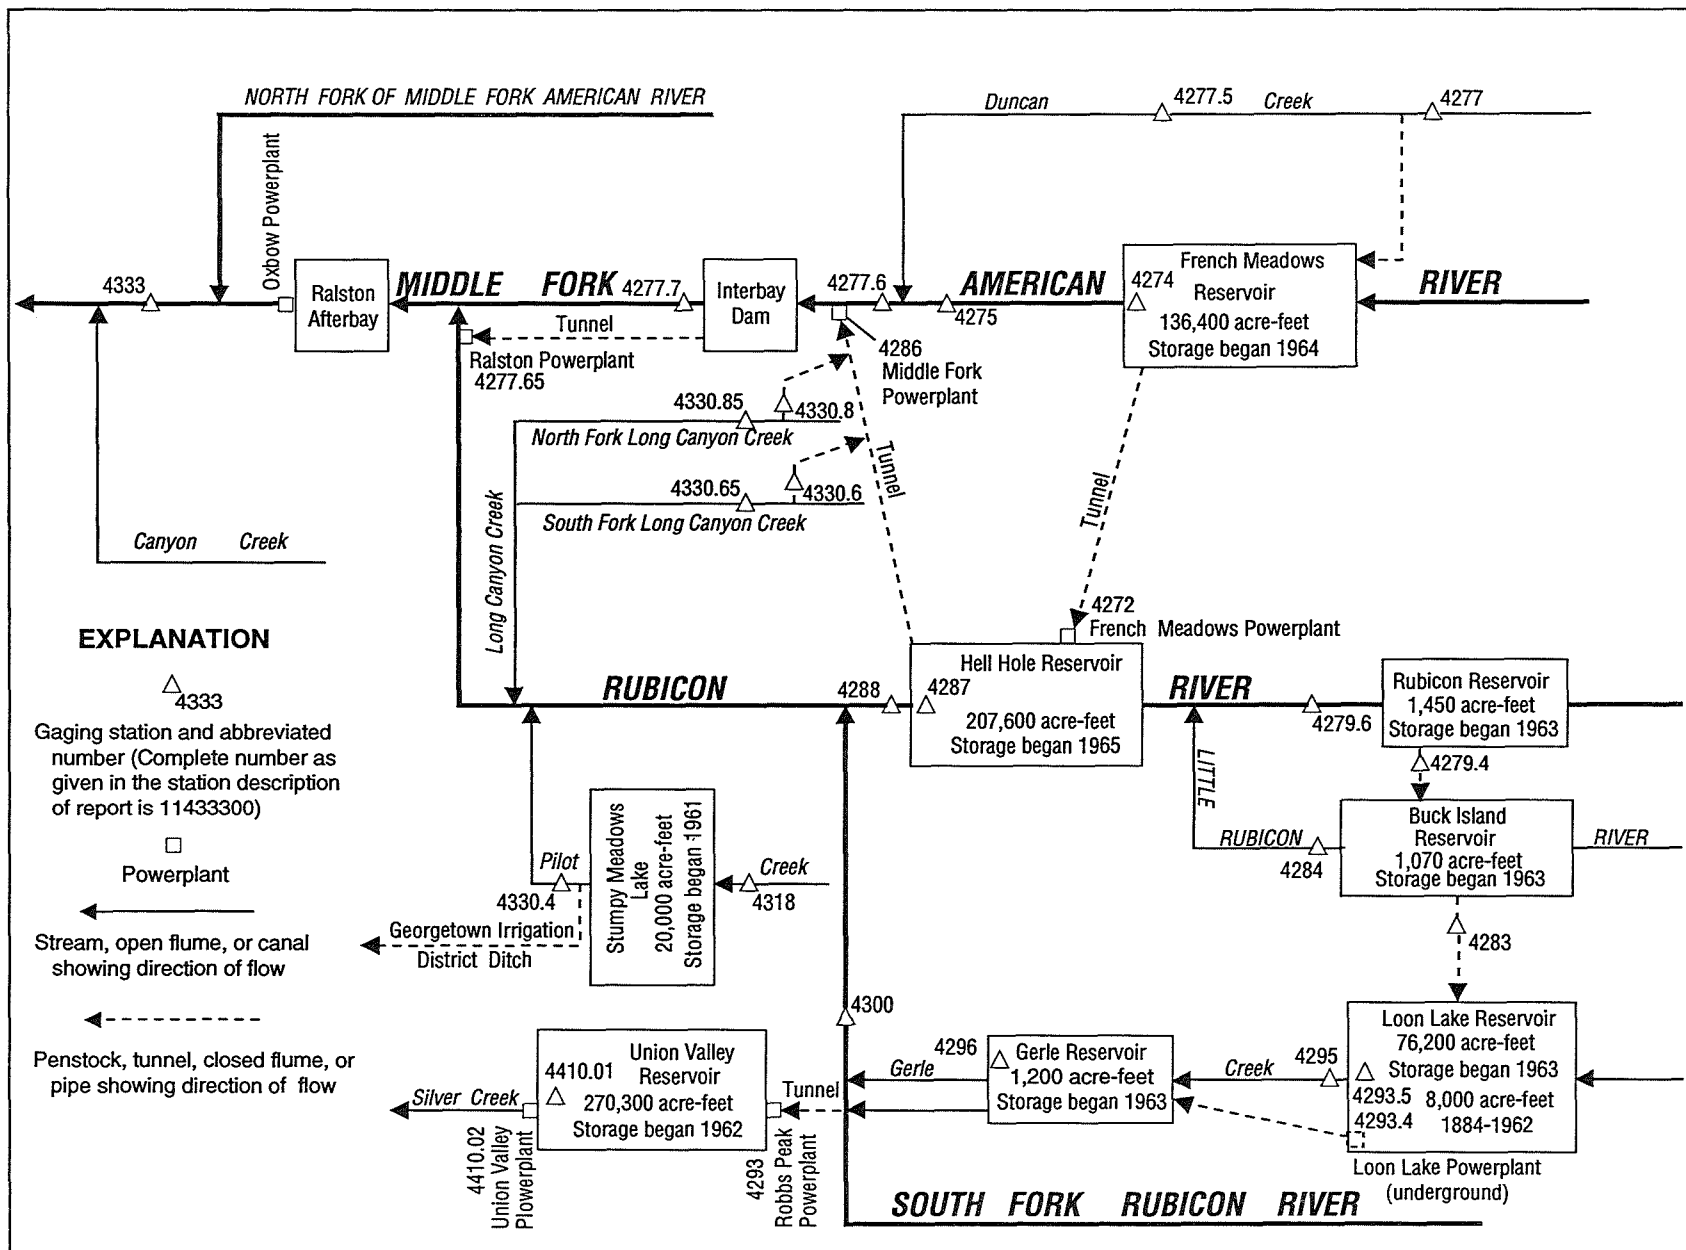 NORTH FORK OF MIDDLE FORK AMERICAN RIVER
Duncan
4277.5
Creek
4277
Oxbow Powerplant
4333
Ralston
Afterbay
MIDDLE FORK
4277.7
Interbay
Dam
4277.6
AMERICAN
4275
4274
French Meadows
Reservoir
136,400 acre-feet
Storage began 1964
RIVER
Tunnel
Ralston Powerplant
4277.65
4286
Middle Fork
Powerplant
4330.85
4330.8
North Fork Long Canyon Creek
4330.65
4330.6
South Fork Long Canyon Creek
Tunnel
Tunnel
Long Canyon Creek
Canyon Creek
4272
French Meadows Powerplant
EXPLANATION
4333
Gaging station and abbreviated
number (Complete number as
given in the station description
of report is 11433300)
Powerplant
Stream, open flume, or canal
showing direction of flow
Penstock, tunnel, closed flume, or
pipe showing direction of flow
RUBICON
4288
4287
Hell Hole Reservoir
207,600 acre-feet
Storage began 1965
RIVER
4279.6
Rubicon Reservoir
1,450 acre-feet
Storage began 1963
4279.4
LITTLE
RUBICON
4284
Buck Island
Reservoir
1,070 acre-feet
Storage began 1963
RIVER
4283
Pilot
4330.4
Stumpy Meadows
Lake
20,000 acre-feet
Storage began 1961
Creek
4318
Georgetown Irrigation
District Ditch
4300
Union Valley
Reservoir
4410.01
270,300 acre-feet
Storage began 1962
Silver Creek
4410.02
Union Valley
Plowerplant
Tunnel
4293
Robbs Peak
Powerplant
Gerle
4296
Gerle Reservoir
1,200 acre-feet
Storage began 1963
Creek
4295
Loon Lake Reservoir
76,200 acre-feet
Storage began 1963
4293.5
8,000 acre-feet
4293.4
1884-1962
Loon Lake Powerplant
(underground)
SOUTH FORK RUBICON RIVER